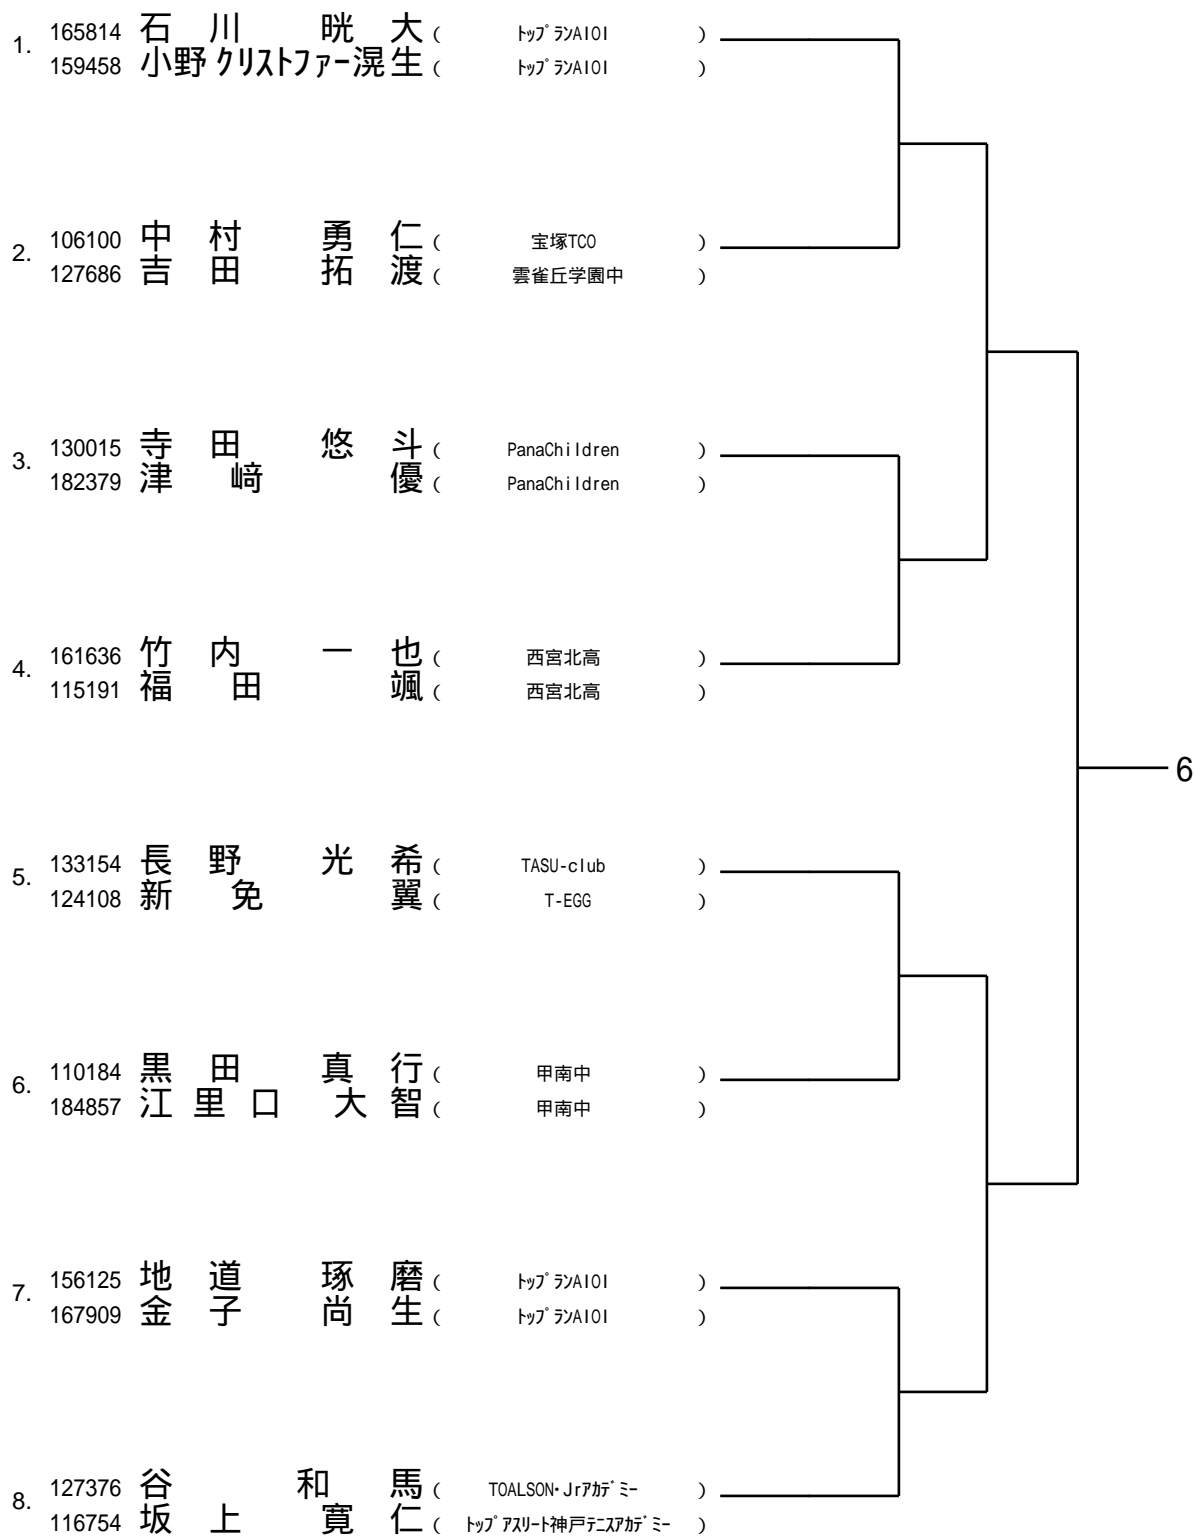 1. 165814 石川 晄大 (ﾄｯﾌﾟﾗﾝAIOI)
159458 小野 クリストファー滉生 (ﾄｯﾌﾟﾗﾝAIOI)
2. 106100 中村 勇仁 (宝塚TCO)
127686 吉田 拓渡 (雲雀丘学園中)
3. 130015 寺田 悠斗 (PanaChildren)
182379 津﨑 優 (PanaChildren)
4. 161636 竹内 一也 (西宮北高)
115191 福田 颯 (西宮北高)
6
5. 133154 長野 光希 (TASU-club)
124108 新免 翼 (T-EGG)
6. 110184 黒田 真行 (甲南中)
184857 江里口 大智 (甲南中)
7. 156125 地道 琢磨 (ﾄｯﾌﾟﾗﾝAIOI)
167909 金子 尚生 (ﾄｯﾌﾟﾗﾝAIOI)
8. 127376 谷 和馬 (TOALSON・Jrｱｶﾃﾞﾐｰ)
116754 坂上 寛仁 (ﾄｯﾌﾟｱｽﾘｰﾄ神戸ﾃﾆｽｱｶﾃﾞﾐｰ)